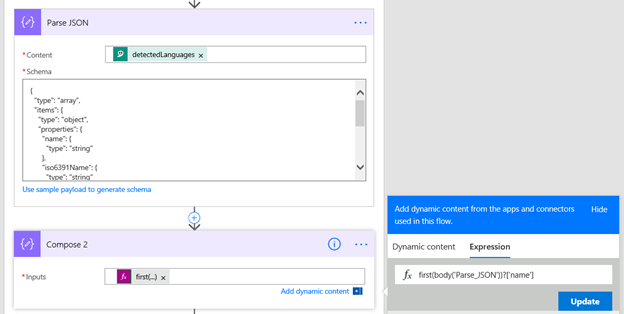 Parse JSON
...
* Content
detectedLanguages x
* Schema
{
"type": "array",
"items": {
"type": "object",
"properties": {
"name": {
"type": "string"
},
"iso6391Name": {
"type": "string"
Use sample payload to generate schema
Compose 2
...
* Inputs
fx first(...) x
Add dynamic content
Add dynamic content from the apps and connectors
used in this flow.
Hide
Dynamic content
Expression
fx first(body('Parse_JSON'))?['name']
Update